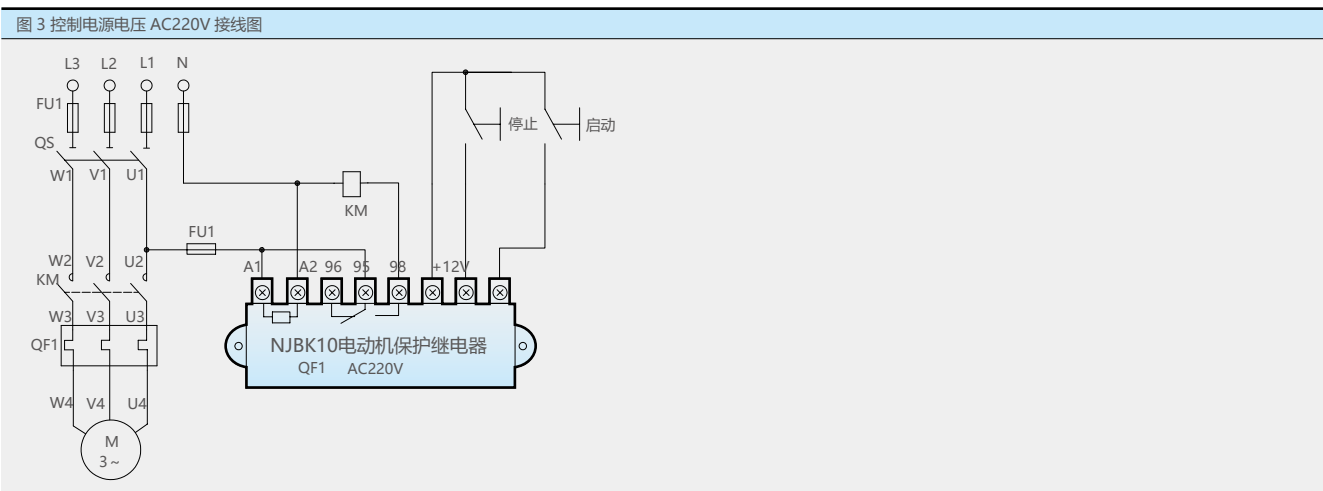 图 3 控制电源电压 AC220V 接线图
L3 L2 L1 N
FU1
停止 启动
QS
W1 V1 U1
KM
FU1
W2 V2 U2
A1 A2 96 95 98 +12V
KM
W3 V3 U3
QF1
NJBK10电动机保护继电器
QF1 AC220V
W4 V4 U4
M
3～